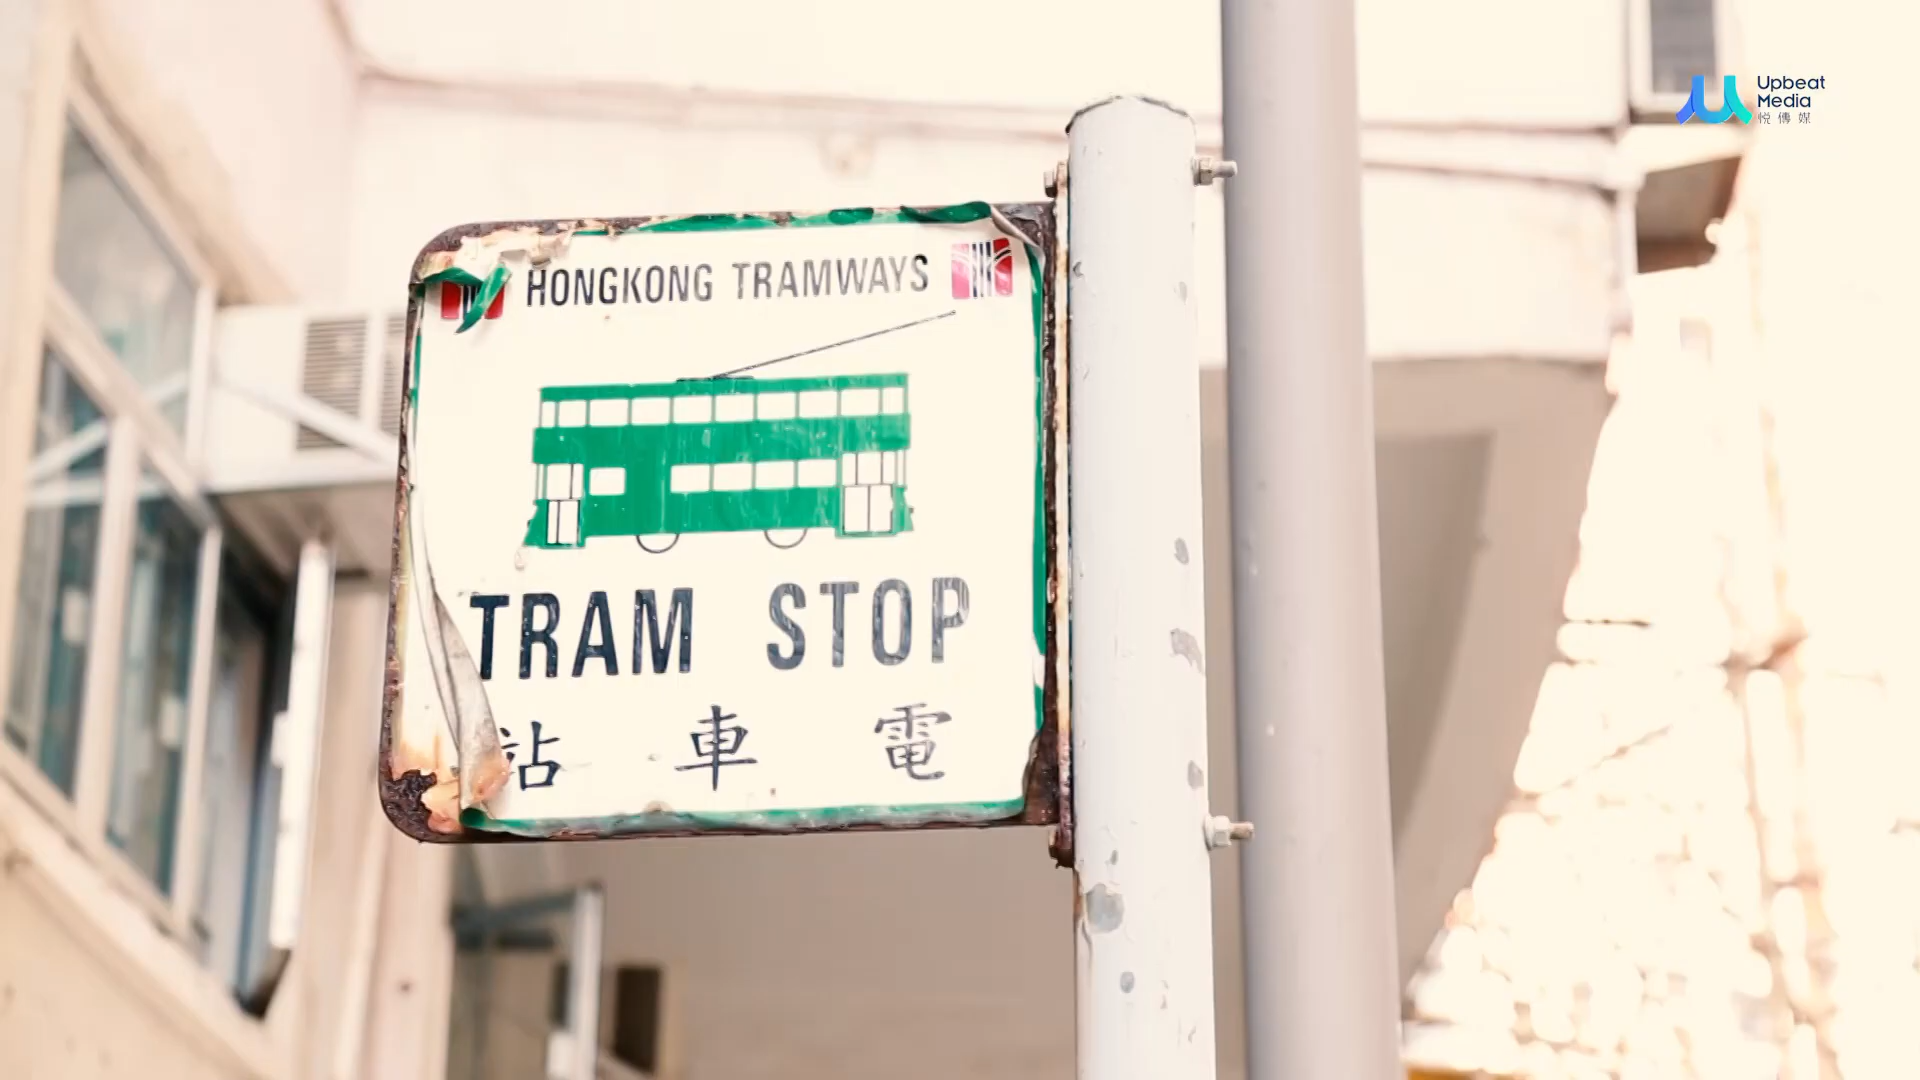 HONGKONG TRAMWAYS
TRAM STOP
站車電
Upbeat
Media
悅傳媒